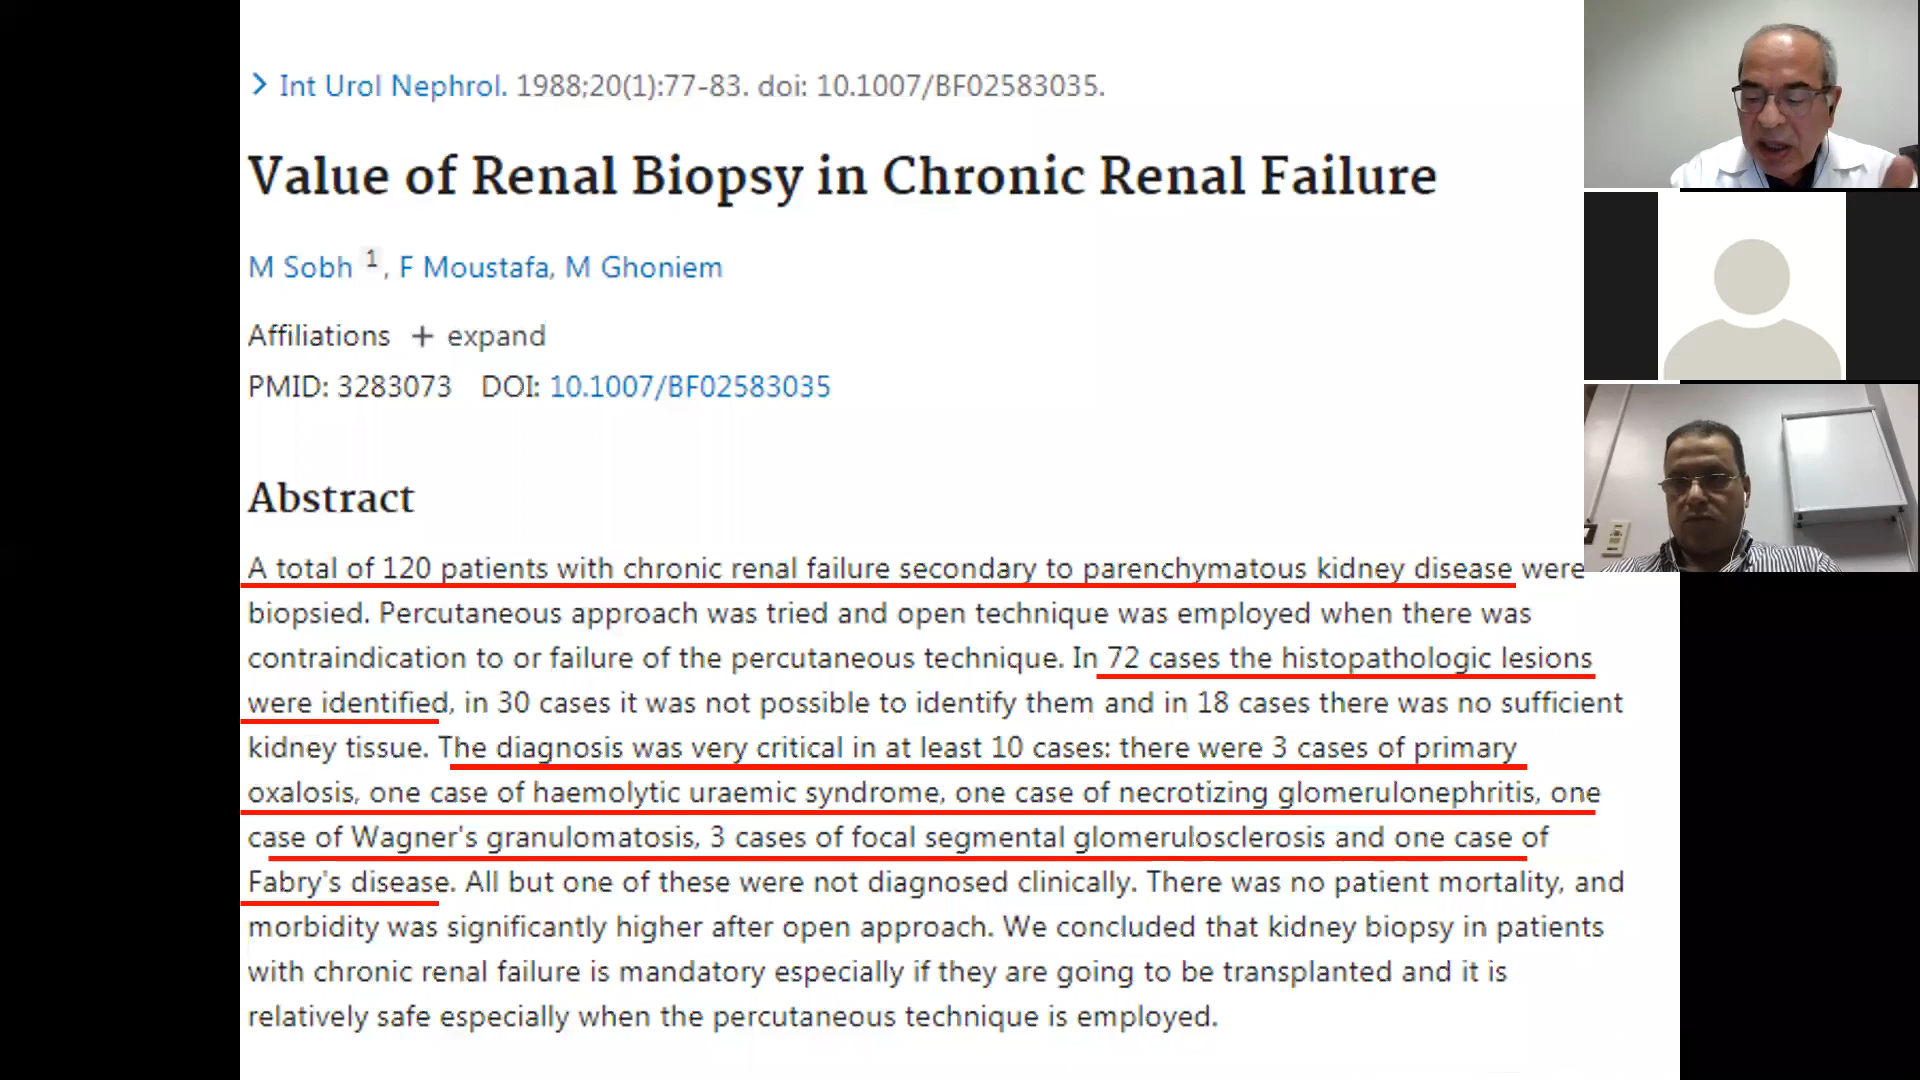 > Int Urol Nephrol. 1988;20(1):77-83. doi: 10.1007/BF02583035.
Value of Renal Biopsy in Chronic Renal Failure
M Sobh 1, F Moustafa, M Ghoniem
Affiliations + expand
PMID: 3283073 DOI: 10.1007/BF02583035
Abstract
A total of 120 patients with chronic renal failure secondary to parenchymatous kidney disease were
biopsied. Percutaneous approach was tried and open technique was employed when there was
contraindication to or failure of the percutaneous technique. In 72 cases the histopathologic lesions
were identified, in 30 cases it was not possible to identify them and in 18 cases there was no sufficient
kidney tissue. The diagnosis was very critical in at least 10 cases: there were 3 cases of primary
oxalosis, one case of haemolytic uraemic syndrome, one case of necrotizing glomerulonephritis, one
case of Wagner's granulomatosis, 3 cases of focal segmental glomerulosclerosis and one case of
Fabry's disease. All but one of these were not diagnosed clinically. There was no patient mortality, and
morbidity was significantly higher after open approach. We concluded that kidney biopsy in patients
with chronic renal failure is mandatory especially if they are going to be transplanted and it is
relatively safe especially when the percutaneous technique is employed.